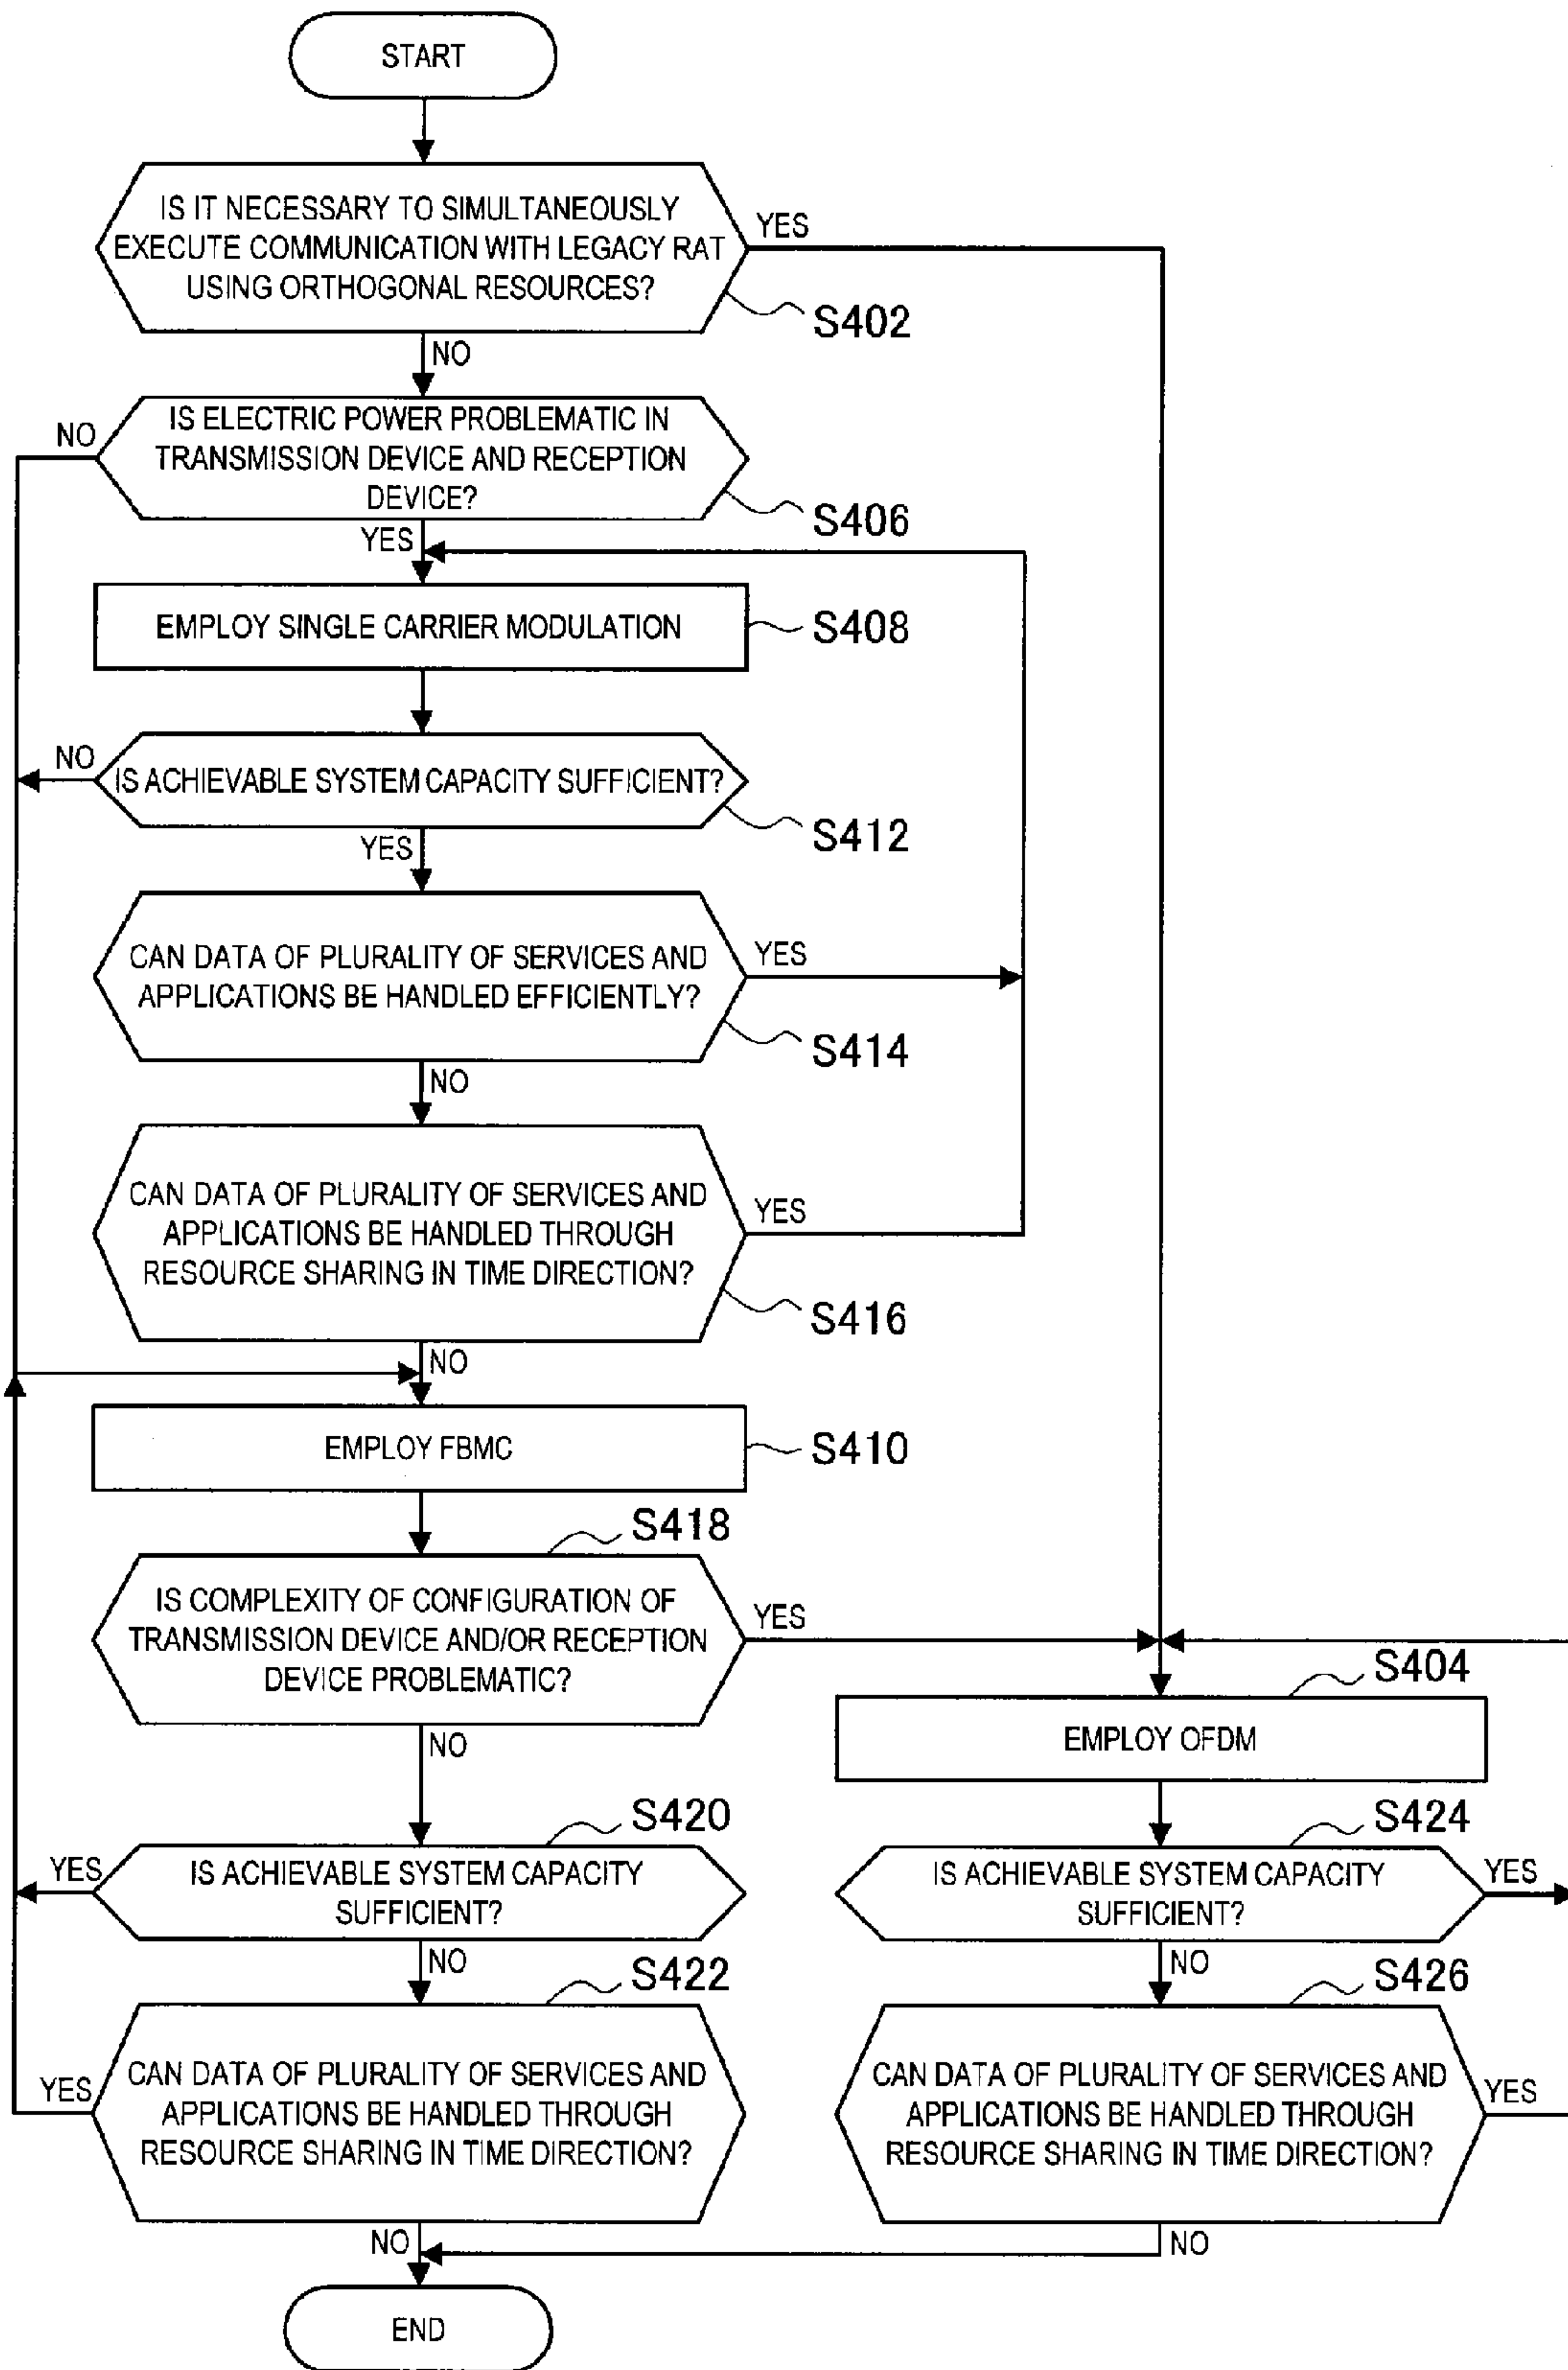 START
IS IT NECESSARY TO SIMULTANEOUSLY
EXECUTE COMMUNICATION WITH LEGACY RAT
USING ORTHOGONAL RESOURCES?
YES
S402
NO
IS ELECTRIC POWER PROBLEMATIC IN
TRANSMISSION DEVICE AND RECEPTION
DEVICE?
NO
S406
YES
EMPLOY SINGLE CARRIER MODULATION
S408
NO
IS ACHIEVABLE SYSTEM CAPACITY SUFFICIENT?
S412
YES
CAN DATA OF PLURALITY OF SERVICES AND
APPLICATIONS BE HANDLED EFFICIENTLY?
YES
S414
NO
CAN DATA OF PLURALITY OF SERVICES AND
APPLICATIONS BE HANDLED THROUGH
RESOURCE SHARING IN TIME DIRECTION?
YES
S416
NO
EMPLOY FBMC
S410
S418
IS COMPLEXITY OF CONFIGURATION OF
TRANSMISSION DEVICE AND/OR RECEPTION
DEVICE PROBLEMATIC?
YES
NO
S404
EMPLOY OFDM
S420
YES
IS ACHIEVABLE SYSTEM CAPACITY
SUFFICIENT?
NO
S424
IS ACHIEVABLE SYSTEM CAPACITY
SUFFICIENT?
YES
NO
S422
CAN DATA OF PLURALITY OF SERVICES AND
APPLICATIONS BE HANDLED THROUGH
RESOURCE SHARING IN TIME DIRECTION?
YES
NO
S426
CAN DATA OF PLURALITY OF SERVICES AND
APPLICATIONS BE HANDLED THROUGH
RESOURCE SHARING IN TIME DIRECTION?
YES
NO
END